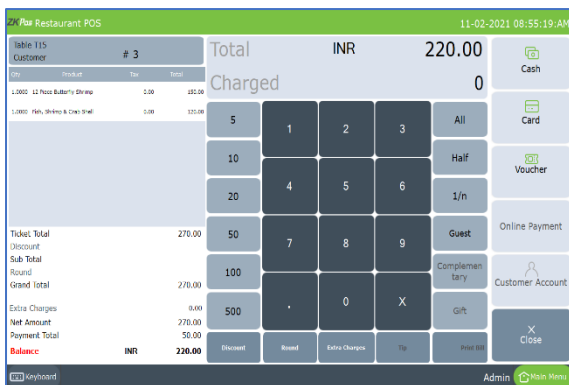 ZKPos Restaurant POS 11-02-2021 08:55:19:AM
Table T15
Customer # 3
Qty Product Tax Total
1.0000 12 Piece Butterfly Shrimp 0.00 150.00
1.0000 Fish, Shrimp & Crab Shell 0.00 120.00
Ticket Total 270.00
Discount
Sub Total
Round
Grand Total 270.00
Extra Charges 0.00
Net Amount 270.00
Payment Total 50.00
Balance INR 220.00
Total INR 220.00
Charged 0
5 1 2 3 All
10 Half
20 4 5 6 1/n
50 7 8 9 Guest
100 Complemen
tary
500 . 0 X Gift
Discount Round Extra Charges Tip Print Bill
Cash
Card
Voucher
Online Payment
Customer Account
X
Close
Keyboard Admin Main Menu